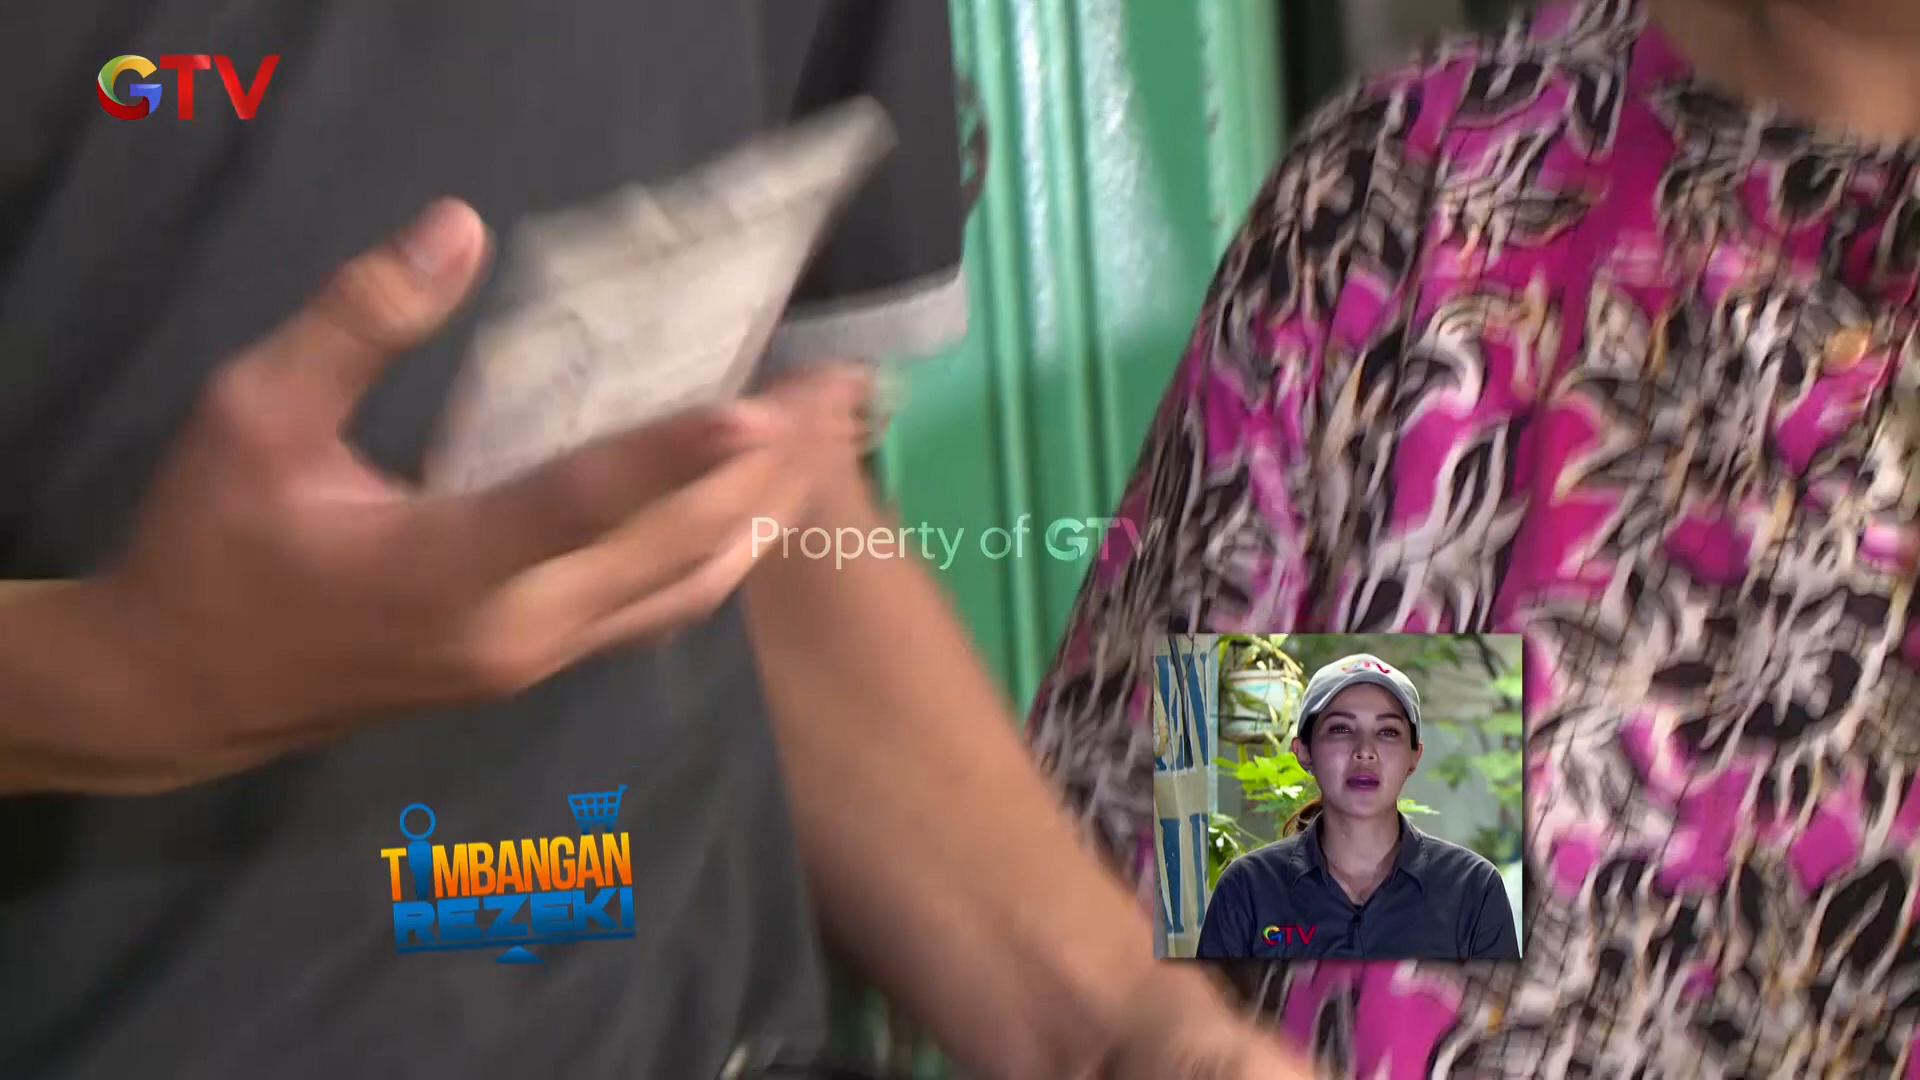 GTV
Property of GTV
GTV
TIMBANGAN
REZEKI
GTV